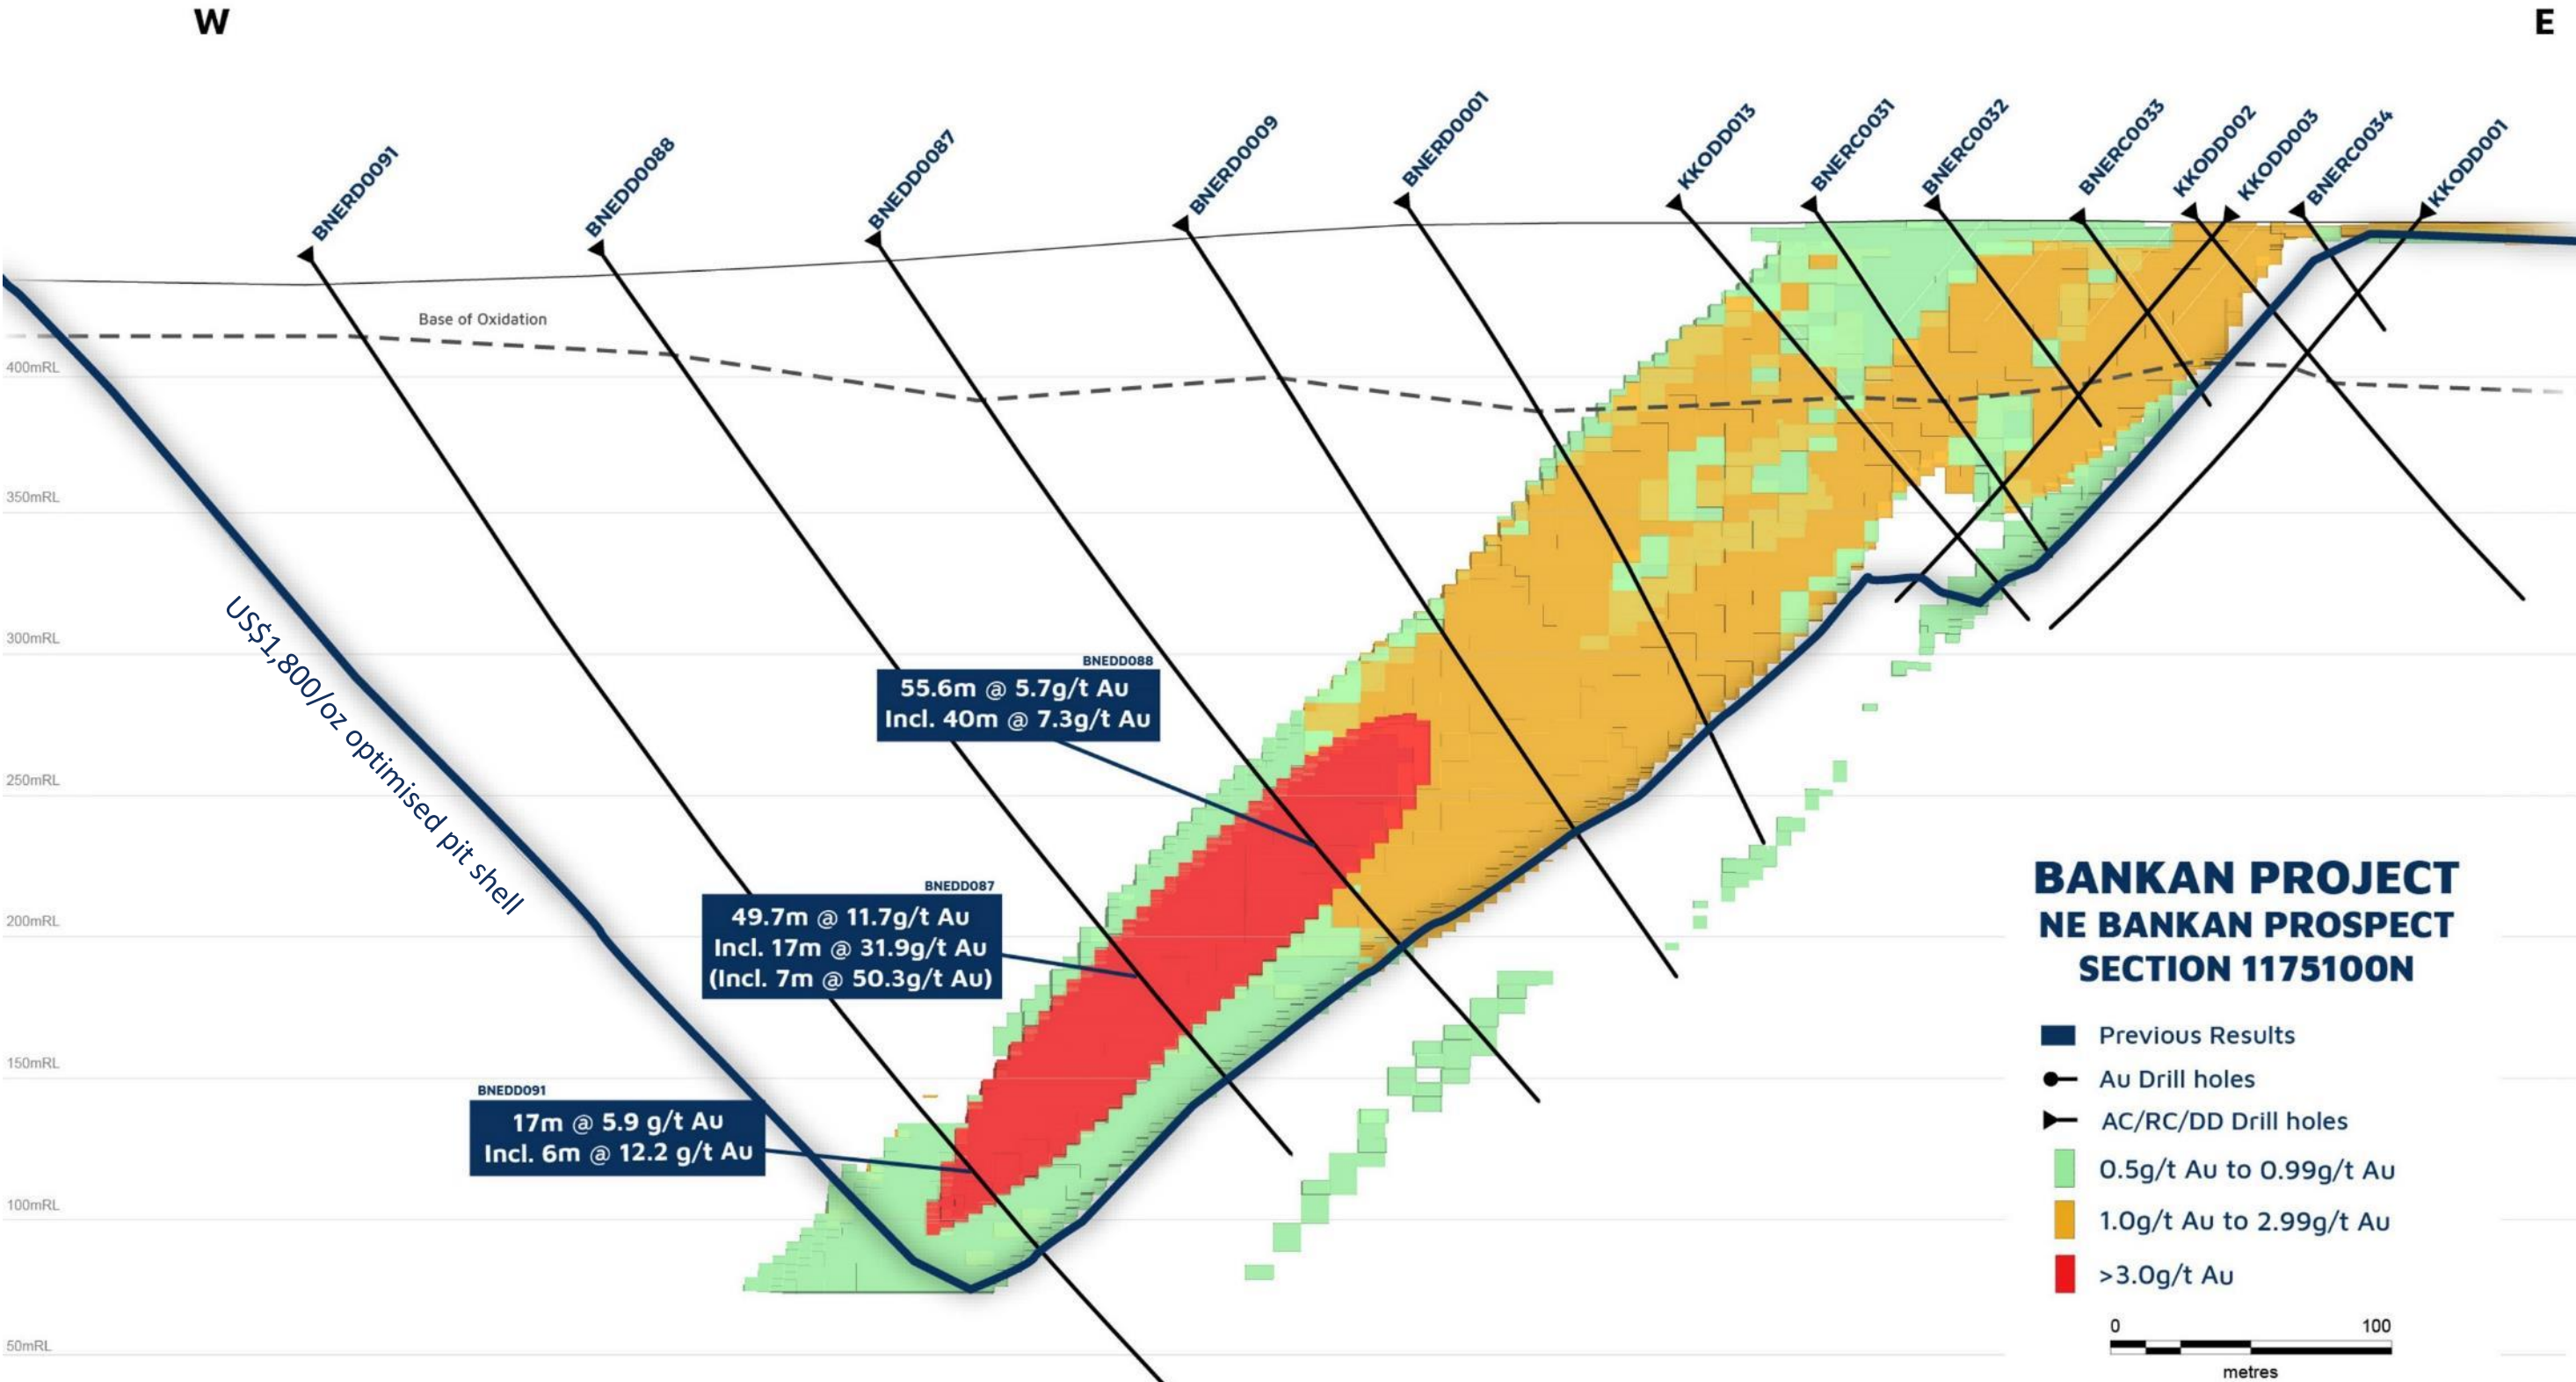 W
E
BNERD0091
BNEDD0088
BNEDD0087
BNERD0009
BNERD0001
KKODD013
BNERC0031
BNERC0032
BNERC0033
KKODD002
KKODD003
BNERC0034
KKODD001
Base of Oxidation
400mRL
350mRL
300mRL
250mRL
200mRL
150mRL
100mRL
50mRL
US$1,800/oz optimised pit shell
BNEDD088
55.6m @ 5.7g/t Au
Incl. 40m @ 7.3g/t Au
BNEDD087
49.7m @ 11.7g/t Au
Incl. 17m @ 31.9g/t Au
(Incl. 7m @ 50.3g/t Au)
BNEDD091
17m @ 5.9 g/t Au
Incl. 6m @ 12.2 g/t Au
BANKAN PROJECT
NE BANKAN PROSPECT
SECTION 1175100N
Previous Results
Au Drill holes
AC/RC/DD Drill holes
0.5g/t Au to 0.99g/t Au
1.0g/t Au to 2.99g/t Au
>3.0g/t Au
0 100
metres